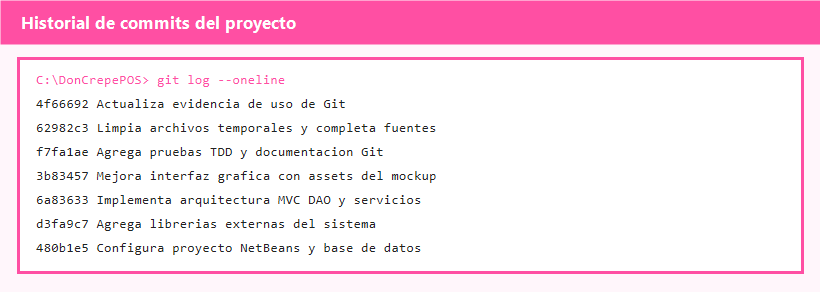 Historial de commits del proyecto
C:\DonCrepePOS> git log --oneline
4f66692 Actualiza evidencia de uso de Git
62982c3 Limpia archivos temporales y completa fuentes
f7fa1ae Agrega pruebas TDD y documentacion Git
3b83457 Mejora interfaz grafica con assets del mockup
6a83633 Implementa arquitectura MVC DAO y servicios
d3fa9c7 Agrega librerias externas del sistema
480b1e5 Configura proyecto NetBeans y base de datos